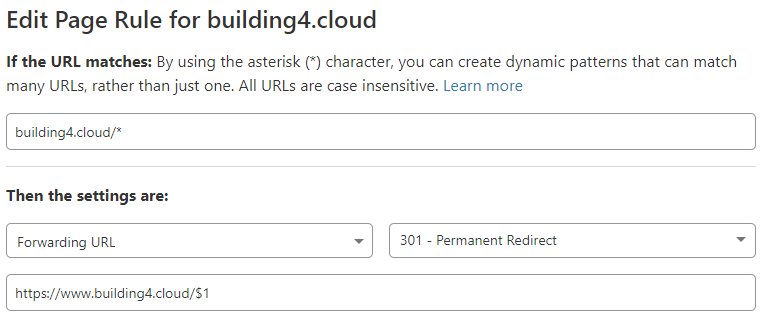 Edit Page Rule for building4.cloud
If the URL matches: By using the asterisk (*) character, you can create dynamic patterns that can match
many URLs, rather than just one. All URLs are case insensitive. Learn more
building4.cloud/*
Then the settings are:
Forwarding URL
301 - Permanent Redirect
https://www.building4.cloud/$1